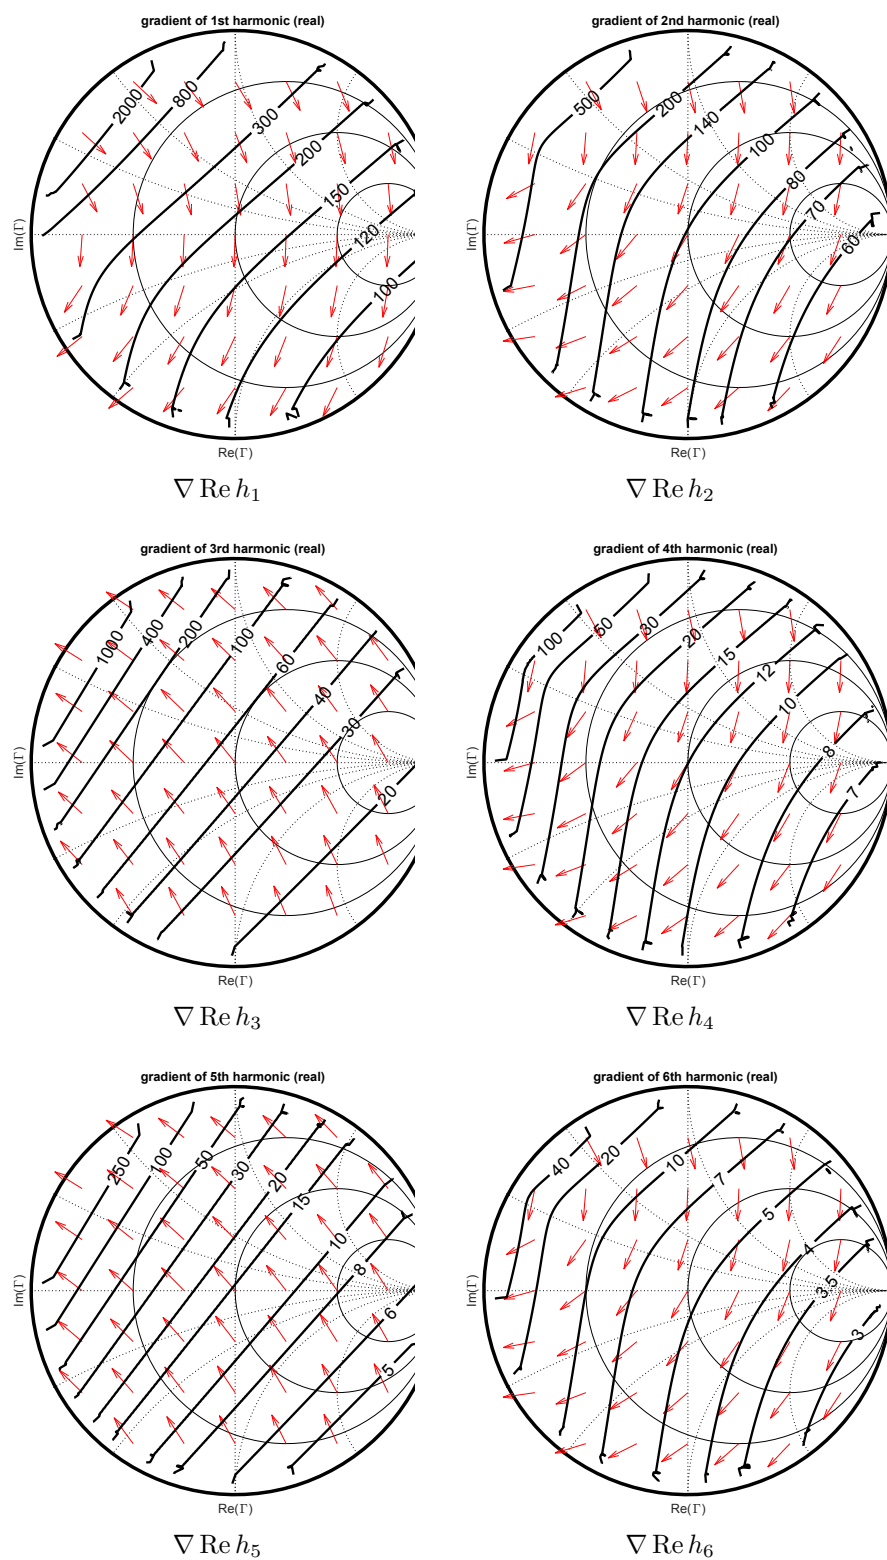 gradient of 1st harmonic (real)
2000
800
300
200
150
120
100
Im(Γ)
Re(Γ)
∇ Re h₁
gradient of 2nd harmonic (real)
500
200
140
100
80
70
60
Im(Γ)
Re(Γ)
∇ Re h₂
gradient of 3rd harmonic (real)
1000
400
200
100
60
40
30
20
Im(Γ)
Re(Γ)
∇ Re h₃
gradient of 4th harmonic (real)
100
50
30
20
15
12
10
8
7
Im(Γ)
Re(Γ)
∇ Re h₄
gradient of 5th harmonic (real)
250
100
50
30
20
15
10
8
6
5
Im(Γ)
Re(Γ)
∇ Re h₅
gradient of 6th harmonic (real)
40
20
10
7
5
4
3.5
3
Im(Γ)
Re(Γ)
∇ Re h₆